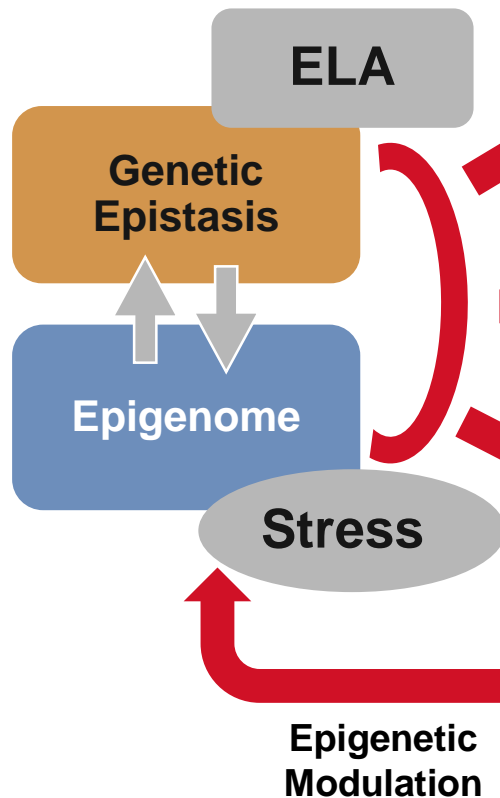 ELA
Genetic
Epistasis
Epigenome
Stress
Epigenetic
Modulation